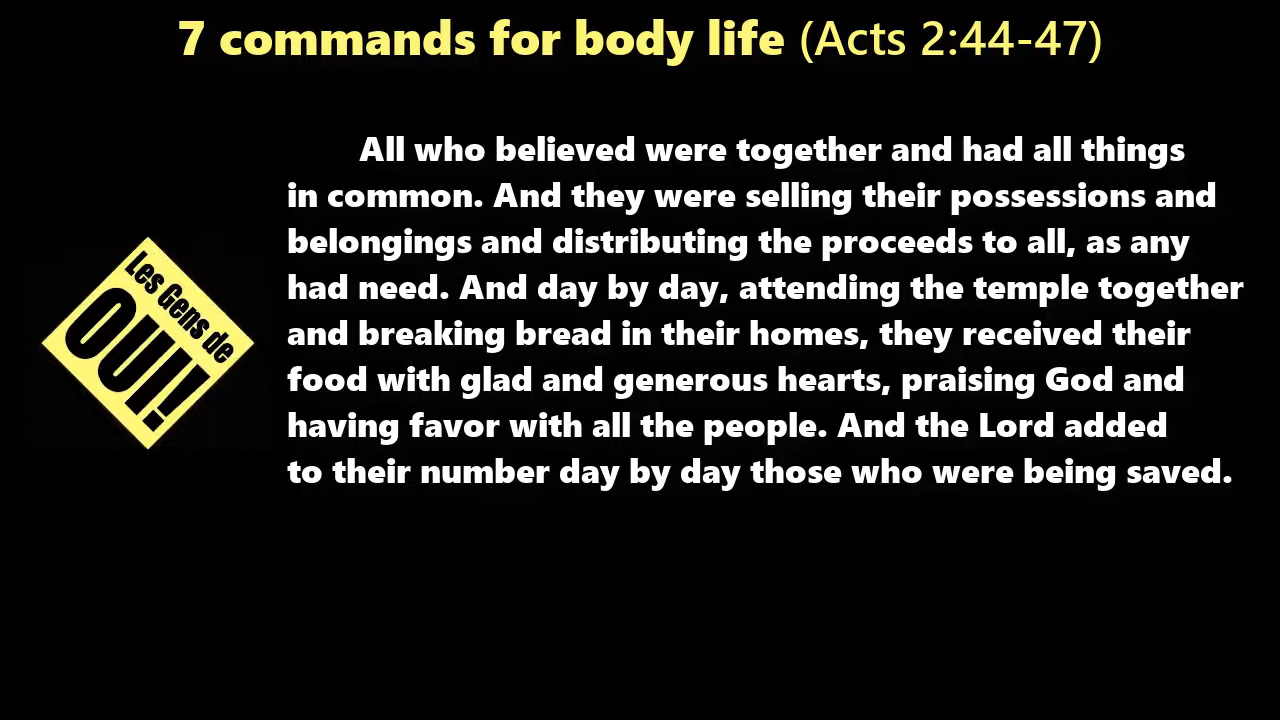 7 commands for body life (Acts 2:44-47)
All who believed were together and had all things
in common. And they were selling their possessions and
belongings and distributing the proceeds to all, as any
had need. And day by day, attending the temple together
and breaking bread in their homes, they received their
food with glad and generous hearts, praising God and
having favor with all the people. And the Lord added
to their number day by day those who were being saved.
Les Gens de
OUI!